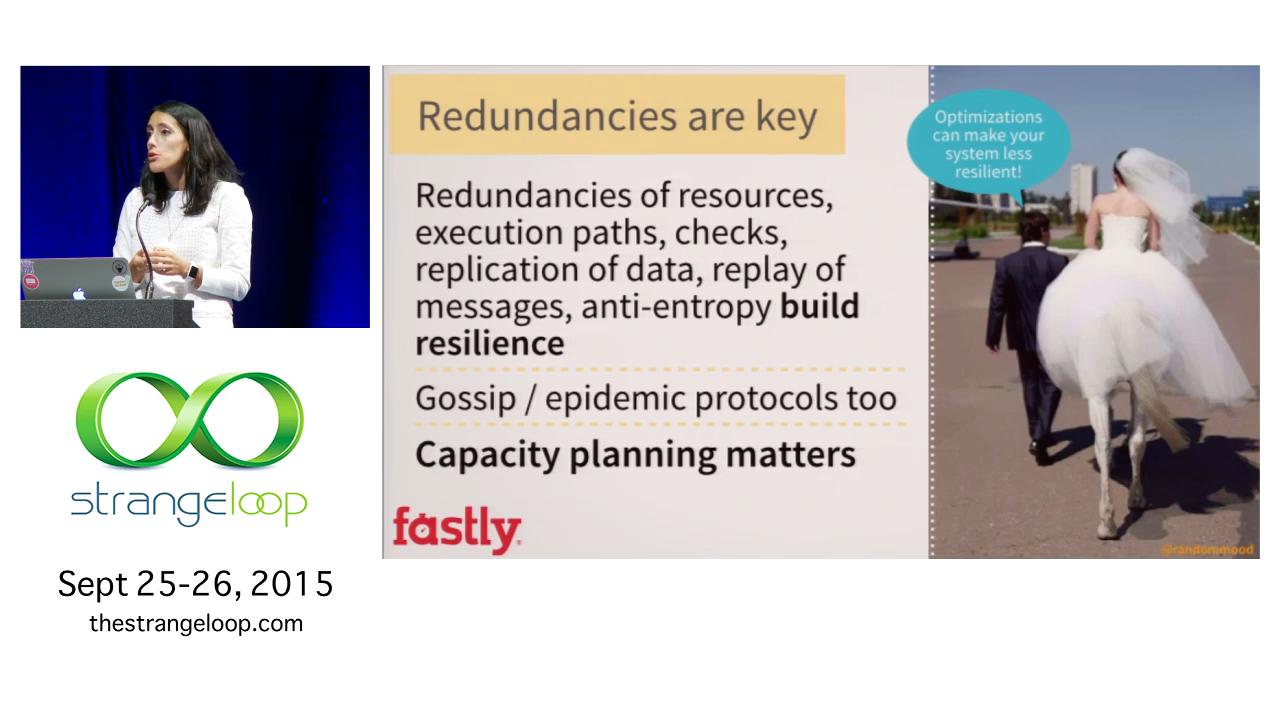 Redundancies are key
Redundancies of resources,
execution paths, checks,
replication of data, replay of
messages, anti-entropy build
resilience
Gossip / epidemic protocols too
Capacity planning matters
fastly
Optimizations
can make your
system less
resilient!
@randommood
strangeloop
Sept 25-26, 2015
thestrangeloop.com